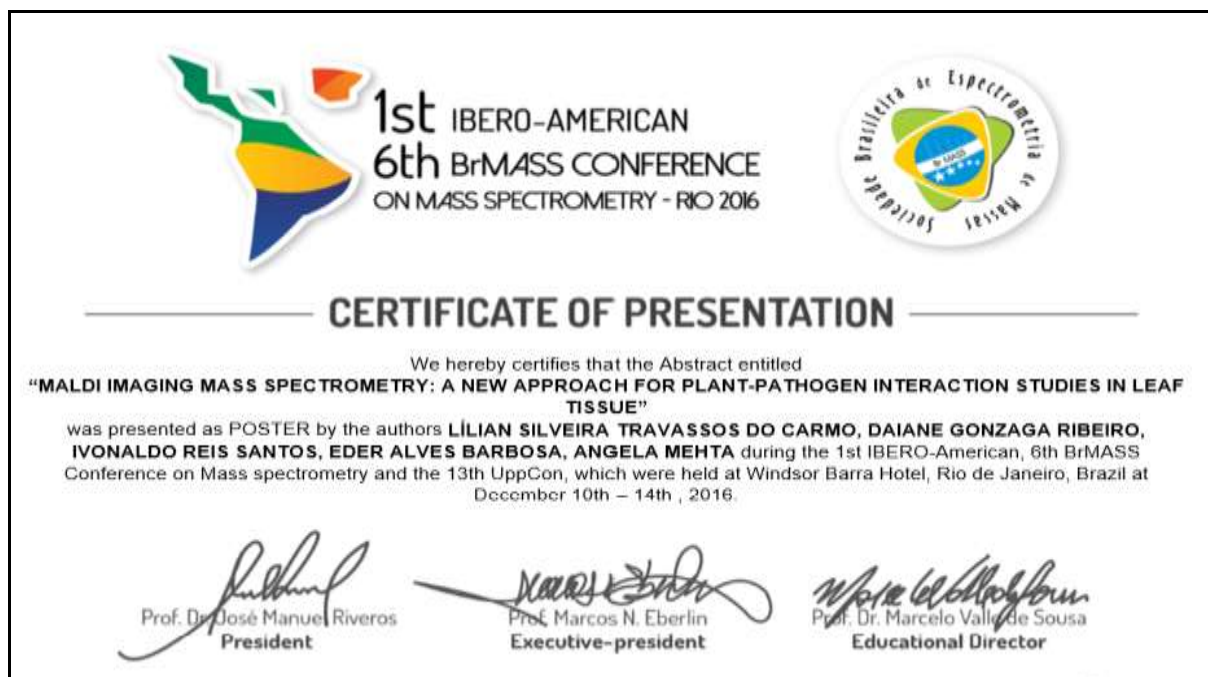 1st IBERO-AMERICAN
6th BrMASS CONFERENCE
ON MASS SPECTROMETRY - RIO 2016
Sociedade Brasileira de Espectrometria de Massas
Br MASS
CERTIFICATE OF PRESENTATION
We hereby certifies that the Abstract entitled
“MALDI IMAGING MASS SPECTROMETRY: A NEW APPROACH FOR PLANT-PATHOGEN INTERACTION STUDIES IN LEAF
TISSUE”
was presented as POSTER by the authors LÍLIAN SILVEIRA TRAVASSOS DO CARMO, DAIANE GONZAGA RIBEIRO,
IVONALDO REIS SANTOS, EDER ALVES BARBOSA, ANGELA MEHTA during the 1st IBERO-American, 6th BrMASS
Conference on Mass spectrometry and the 13th UppCon, which were held at Windsor Barra Hotel, Rio de Janeiro, Brazil at
December 10th – 14th , 2016.
Prof. Dr. José Manuel Riveros
President
Prof. Marcos N. Eberlin
Executive-president
Prof. Dr. Marcelo Valle de Sousa
Educational Director